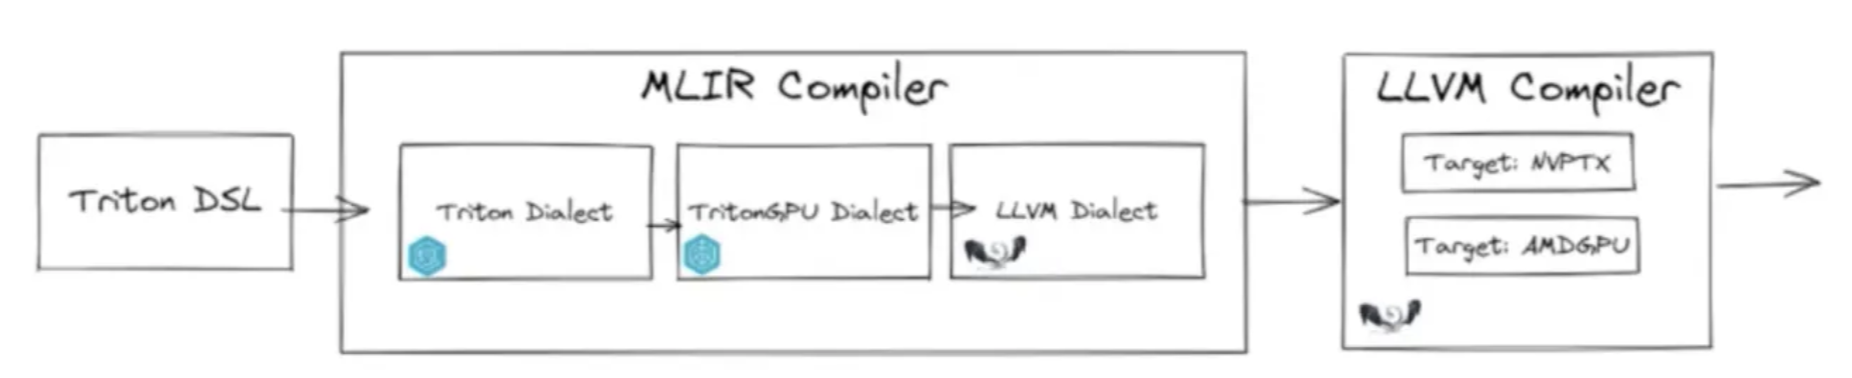 Triton DSL
MLIR Compiler
Triton Dialect
TritonGPU Dialect
LLVM Dialect
LLVM Compiler
Target: NVPTX
Target: AMDGPU